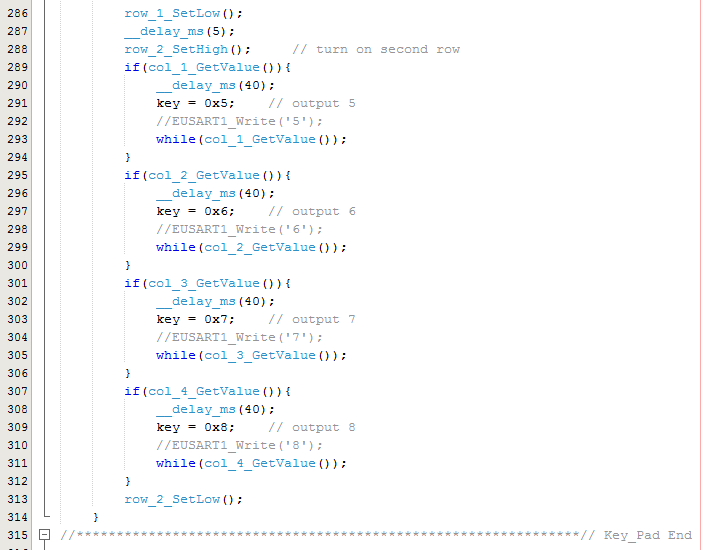 286 row_1_SetLow();
287 __delay_ms(5);
288 row_2_SetHigh();     // turn on second row
289 if(col_1_GetValue()){
290     __delay_ms(40);
291     key = 0x5;    // output 5
292     //EUSART1_Write('5');
293     while(col_1_GetValue());
294 }
295 if(col_2_GetValue()){
296     __delay_ms(40);
297     key = 0x6;    // output 6
298     //EUSART1_Write('6');
299     while(col_2_GetValue());
300 }
301 if(col_3_GetValue()){
302     __delay_ms(40);
303     key = 0x7;    // output 7
304     //EUSART1_Write('7');
305     while(col_3_GetValue());
306 }
307 if(col_4_GetValue()){
308     __delay_ms(40);
309     key = 0x8;    // output 8
310     //EUSART1_Write('8');
311     while(col_4_GetValue());
312 }
313 row_2_SetLow();
314 }
315 //***************************************************************// Key_Pad End